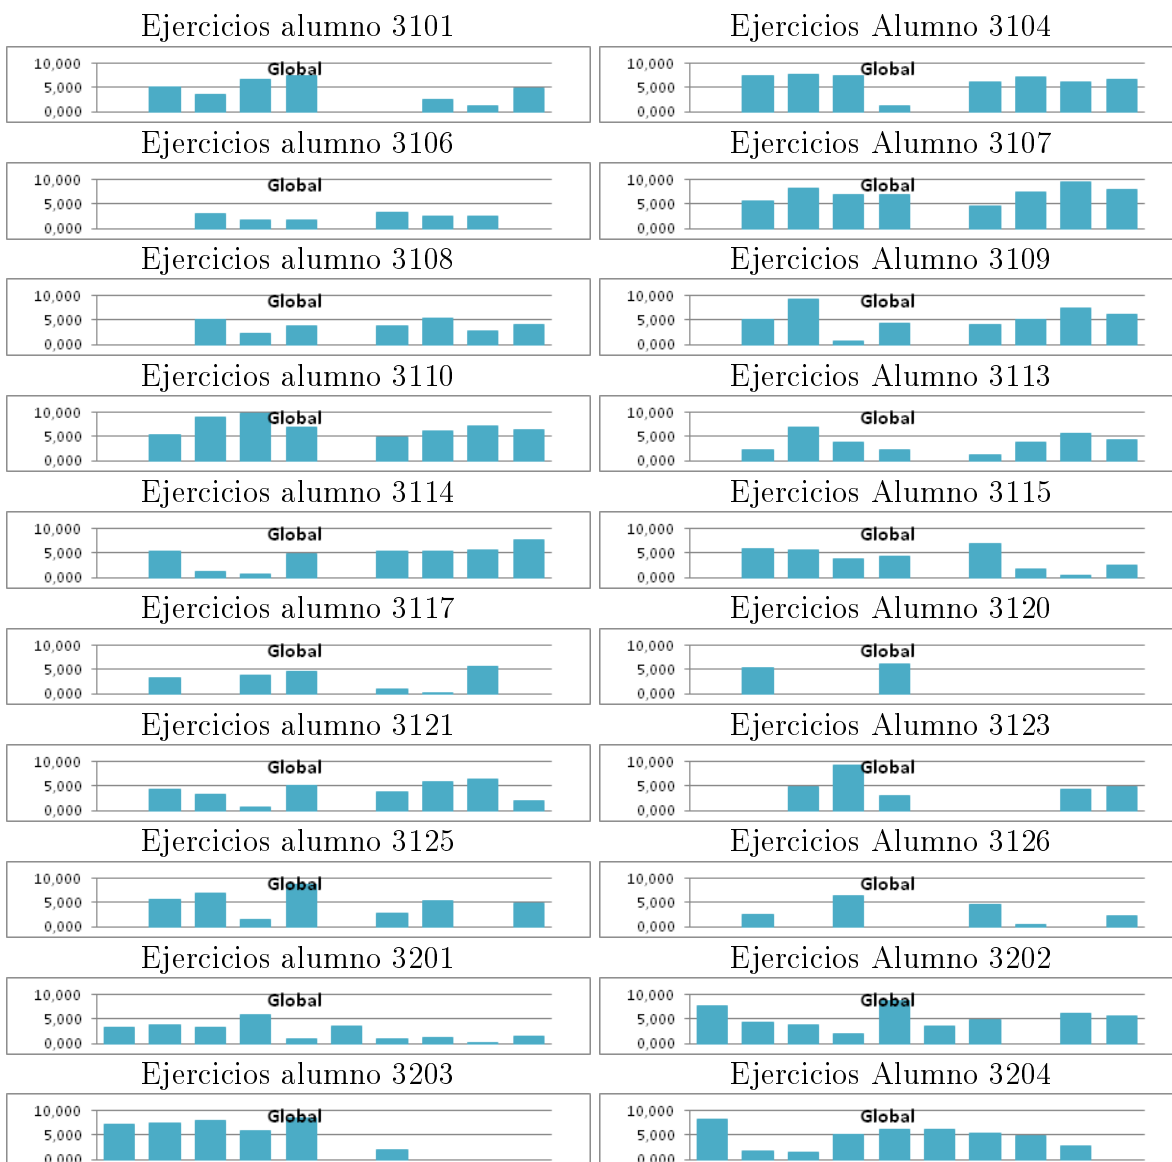 Ejercicios alumno 3101 Ejercicios Alumno 3104
Global Global
10,000 10,000
5,000 5,000
0,000 0,000
Ejercicios alumno 3106 Ejercicios Alumno 3107
Global Global
10,000 10,000
5,000 5,000
0,000 0,000
Ejercicios alumno 3108 Ejercicios Alumno 3109
Global Global
10,000 10,000
5,000 5,000
0,000 0,000
Ejercicios alumno 3110 Ejercicios Alumno 3113
Global Global
10,000 10,000
5,000 5,000
0,000 0,000
Ejercicios alumno 3114 Ejercicios Alumno 3115
Global Global
10,000 10,000
5,000 5,000
0,000 0,000
Ejercicios alumno 3117 Ejercicios Alumno 3120
Global Global
10,000 10,000
5,000 5,000
0,000 0,000
Ejercicios alumno 3121 Ejercicios Alumno 3123
Global Global
10,000 10,000
5,000 5,000
0,000 0,000
Ejercicios alumno 3125 Ejercicios Alumno 3126
Global Global
10,000 10,000
5,000 5,000
0,000 0,000
Ejercicios alumno 3201 Ejercicios Alumno 3202
Global Global
10,000 10,000
5,000 5,000
0,000 0,000
Ejercicios alumno 3203 Ejercicios Alumno 3204
Global Global
10,000 10,000
5,000 5,000
0,000 0,000